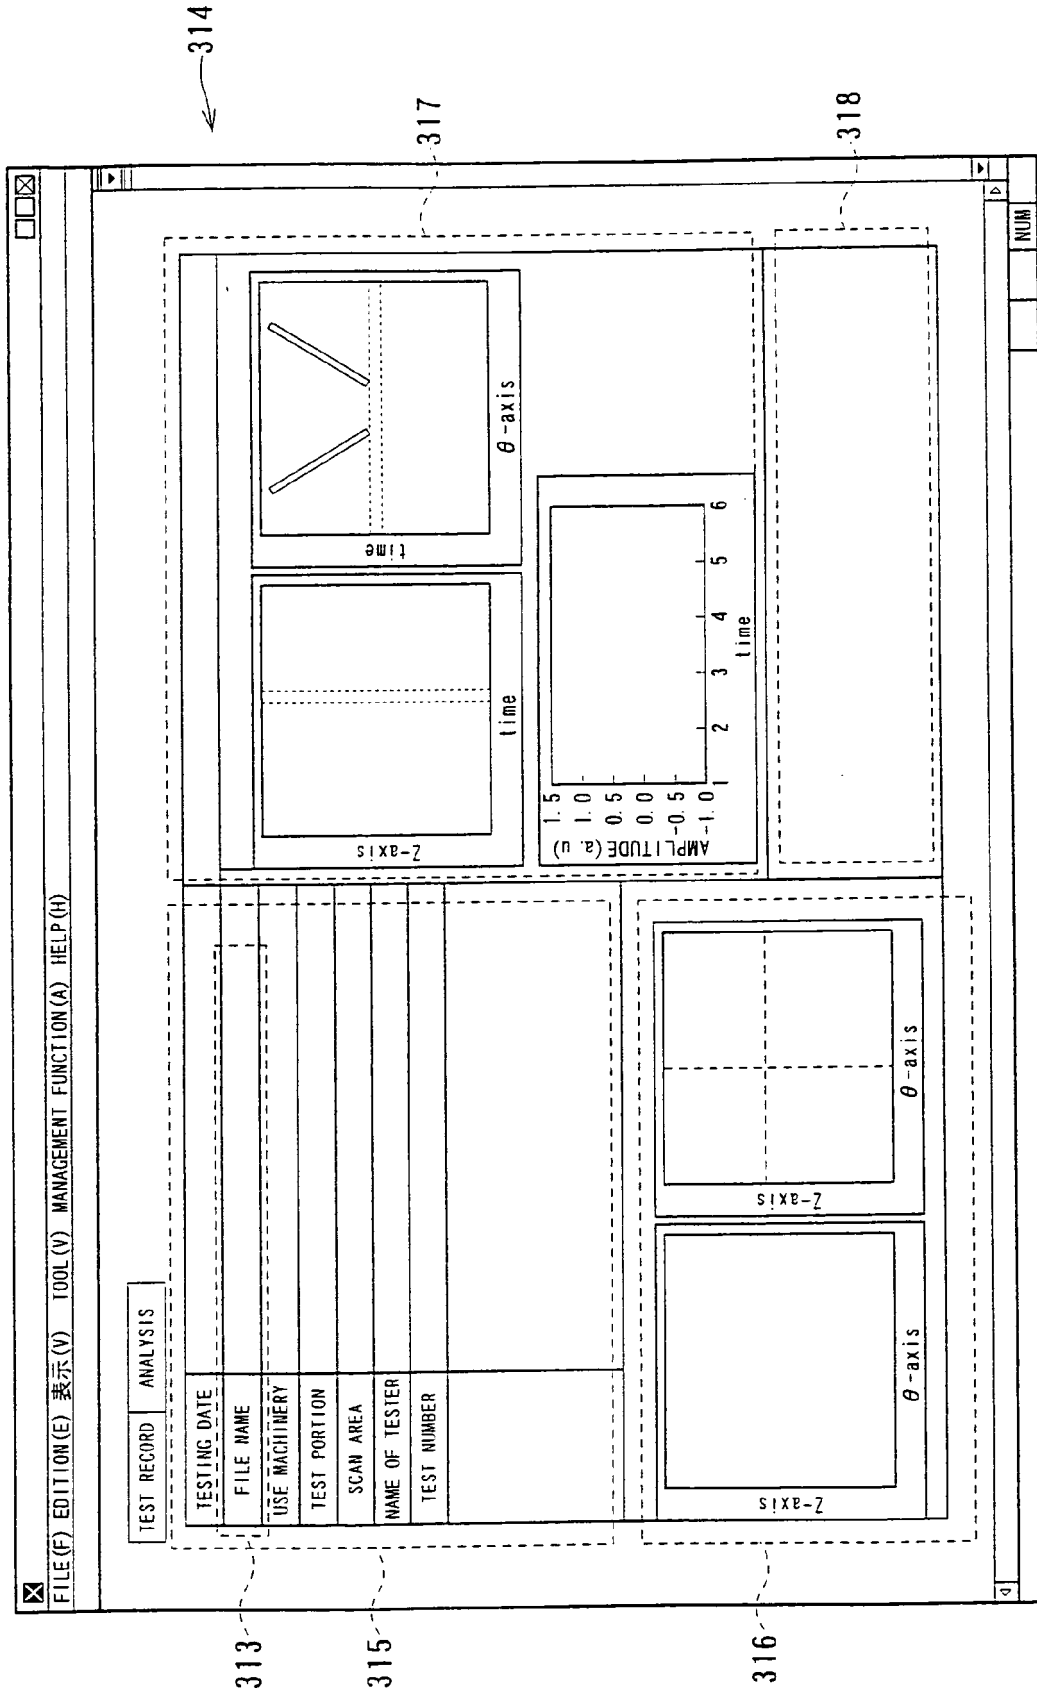 314
FILE(F) EDITION(E) 表示(V) TOOL(V) MANAGEMENT FUNCTION(A) HELP(H)
TEST RECORD ANALYSIS
TESTING DATE
FILE NAME
USE MACHINERY
TEST PORTION
SCAN AREA
NAME OF TESTER
TEST NUMBER
313
315
Z-axis
θ-axis
Z-axis
θ-axis
316
317
Z-axis
time
time
θ-axis
AMPLITUDE(a.u)
1.5
1.0
0.5
0.0
-0.5
-1.0
1 2 3 4 5 6
time
318
NUM